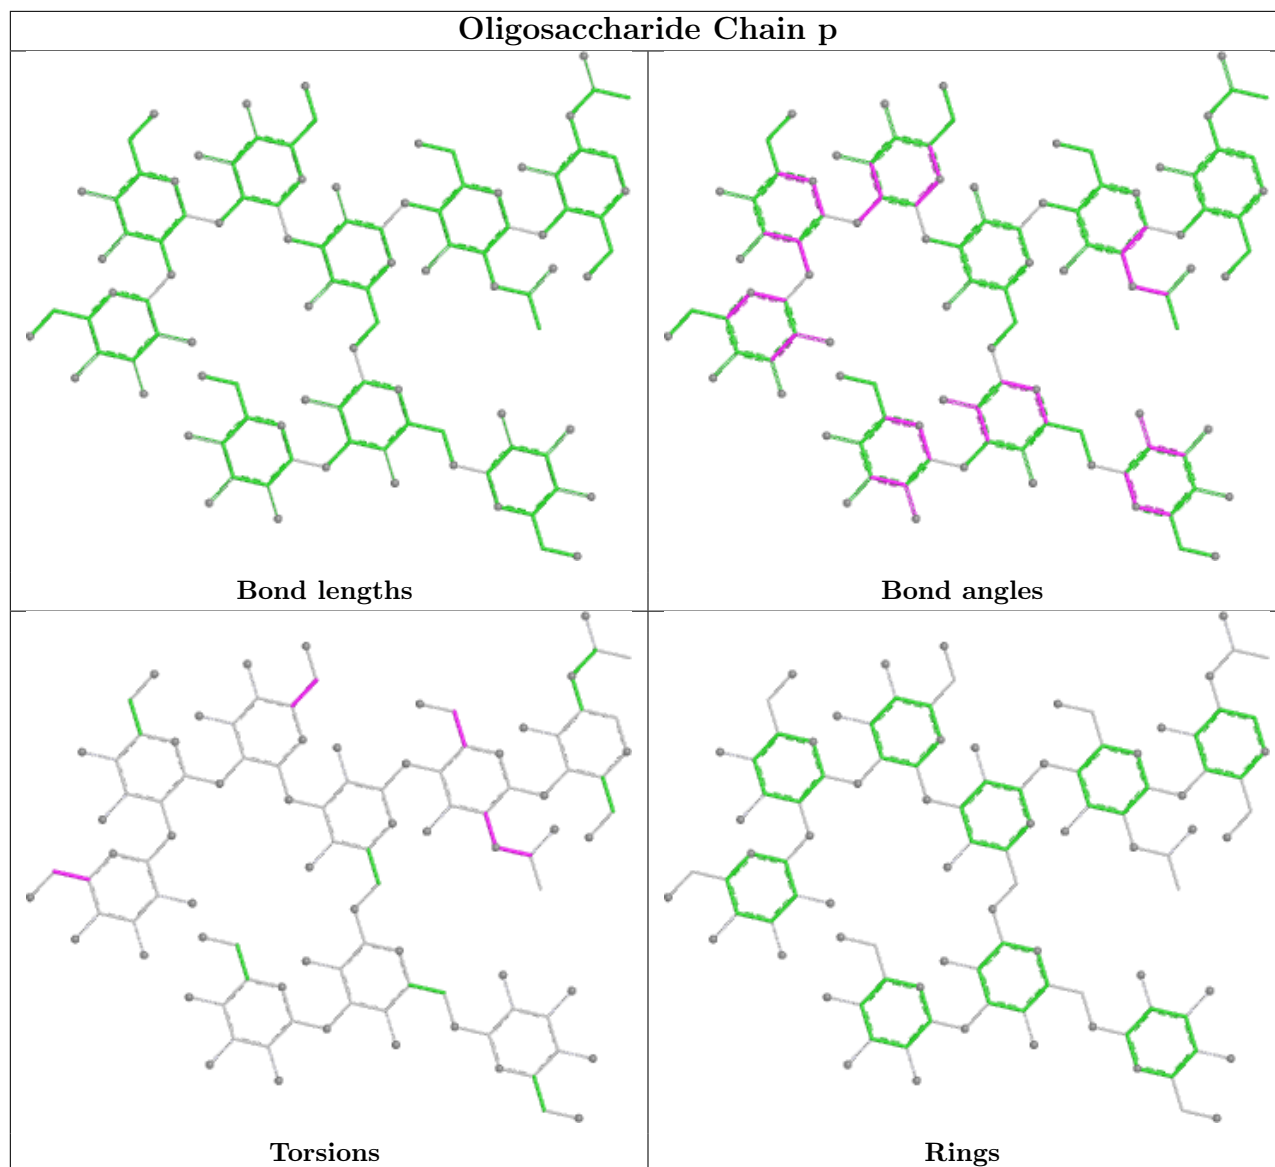 Oligosaccharide Chain p
Bond lengths
Bond angles
Torsions
Rings